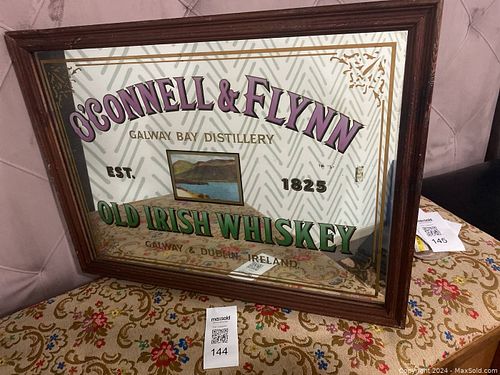 O'CONNELL & FLYNN
GALWAY BAY DISTILLERY
EST.
1825
OLD IRISH WHISKEY
GALWAY & DUBLIN, IRELAND.
maxsold
144
maxsold
145
Copyright © 2024 - MaxSold.com